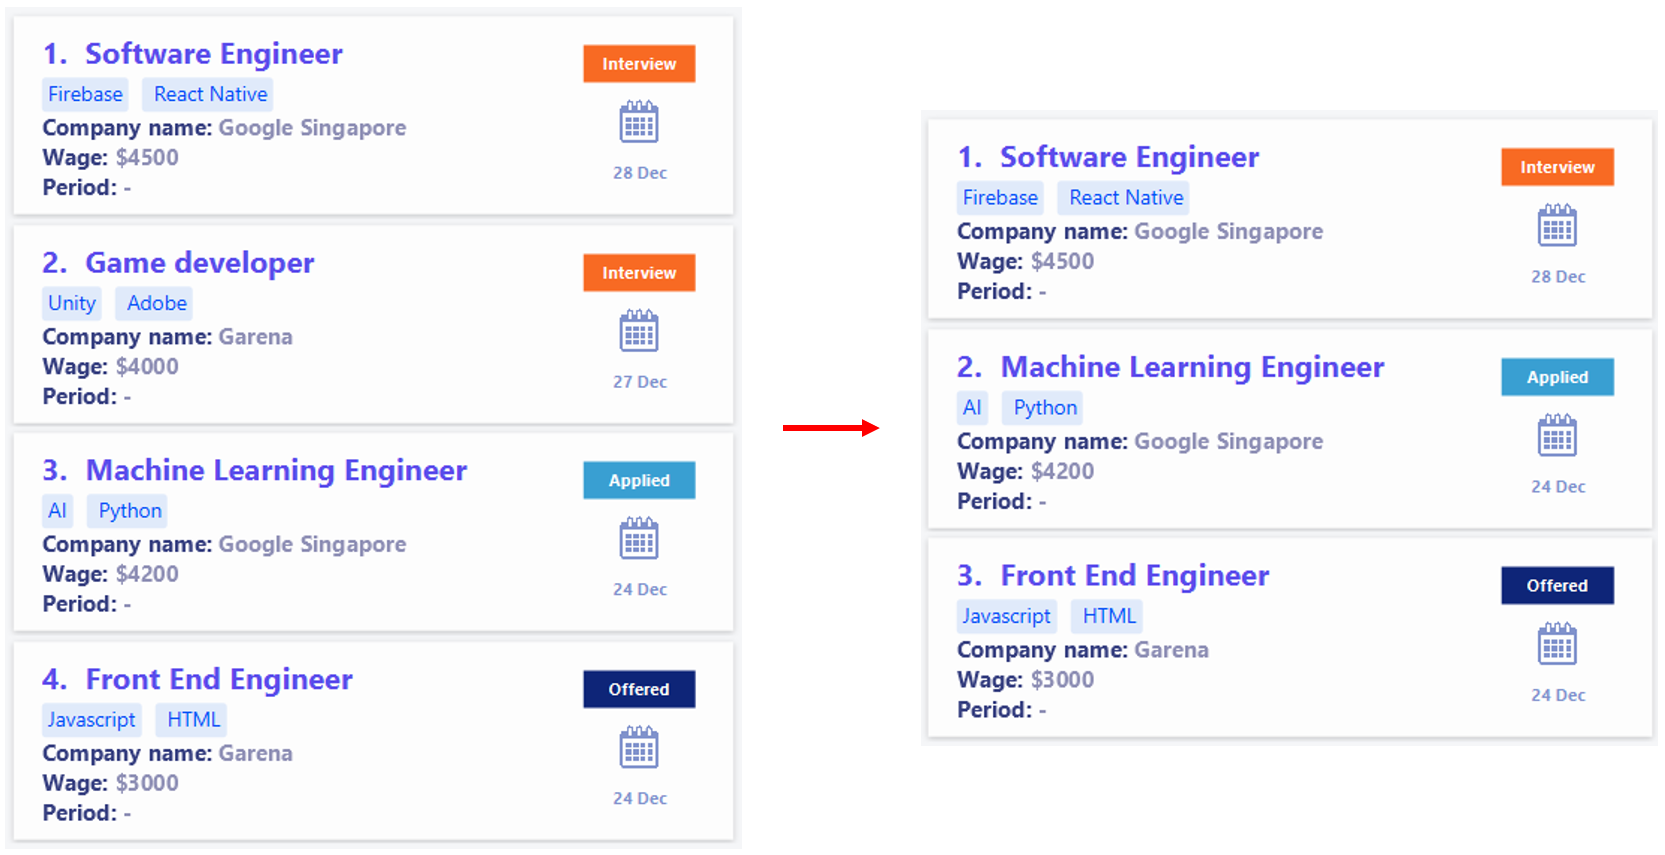 1. Software Engineer
Interview
Firebase React Native
Company name: Google Singapore
Wage: $4500
28 Dec
Period: -
2. Game developer
Interview
Unity Adobe
Company name: Garena
Wage: $4000
27 Dec
Period: -
3. Machine Learning Engineer
Applied
AI Python
Company name: Google Singapore
Wage: $4200
24 Dec
Period: -
4. Front End Engineer
Offered
Javascript HTML
Company name: Garena
Wage: $3000
24 Dec
Period: -
1. Software Engineer
Interview
Firebase React Native
Company name: Google Singapore
Wage: $4500
28 Dec
Period: -
2. Machine Learning Engineer
Applied
AI Python
Company name: Google Singapore
Wage: $4200
24 Dec
Period: -
3. Front End Engineer
Offered
Javascript HTML
Company name: Garena
Wage: $3000
24 Dec
Period: -